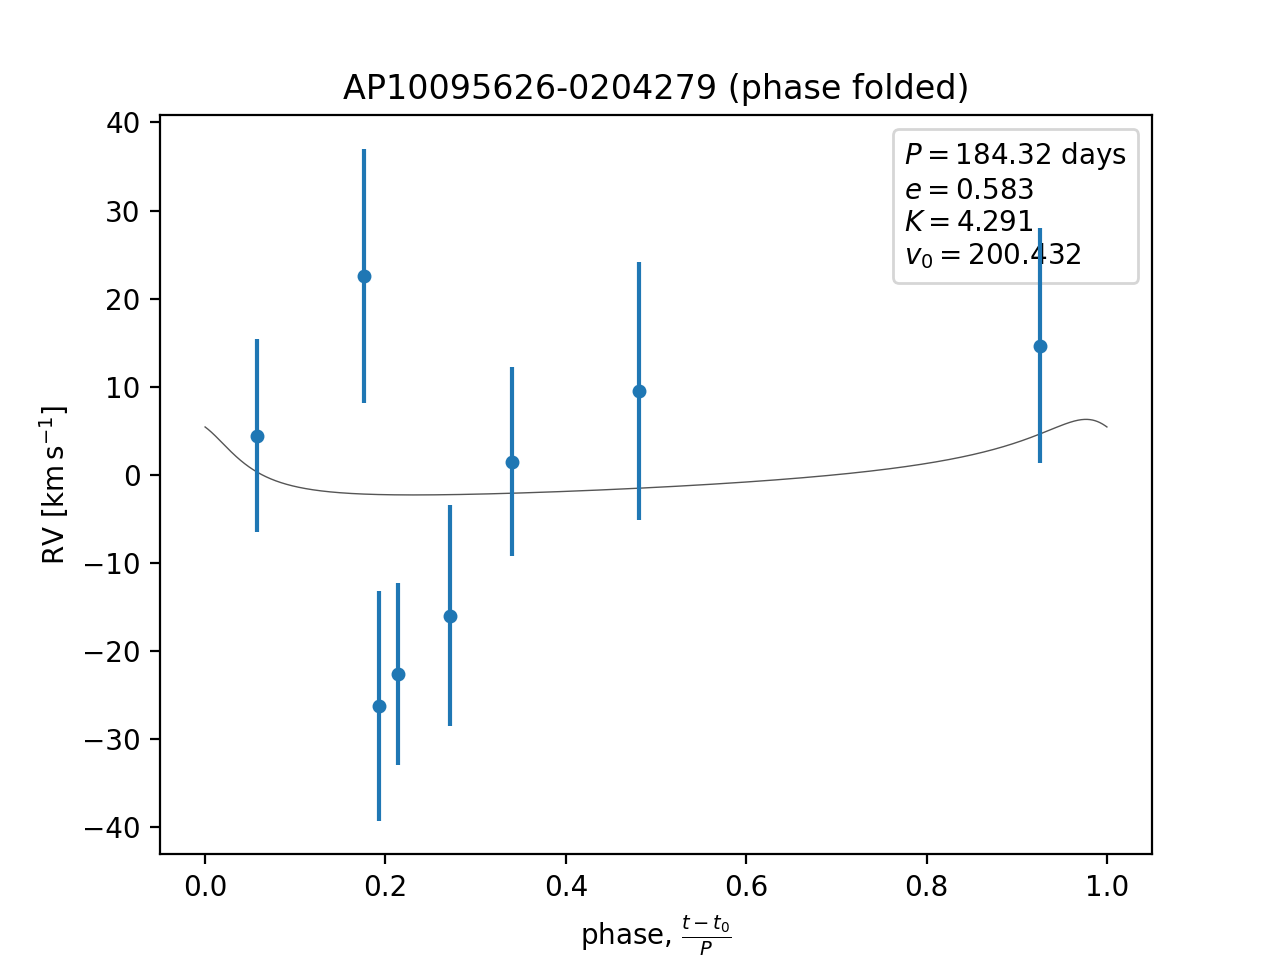 AP10095626-0204279 (phase folded)
P = 184.32 days
e = 0.583
K = 4.291
v₀ = 200.432
RV [km s⁻¹]
40
30
20
10
0
−10
−20
−30
−40
0.0 0.2 0.4 0.6 0.8 1.0
phase, (t − t₀)/P